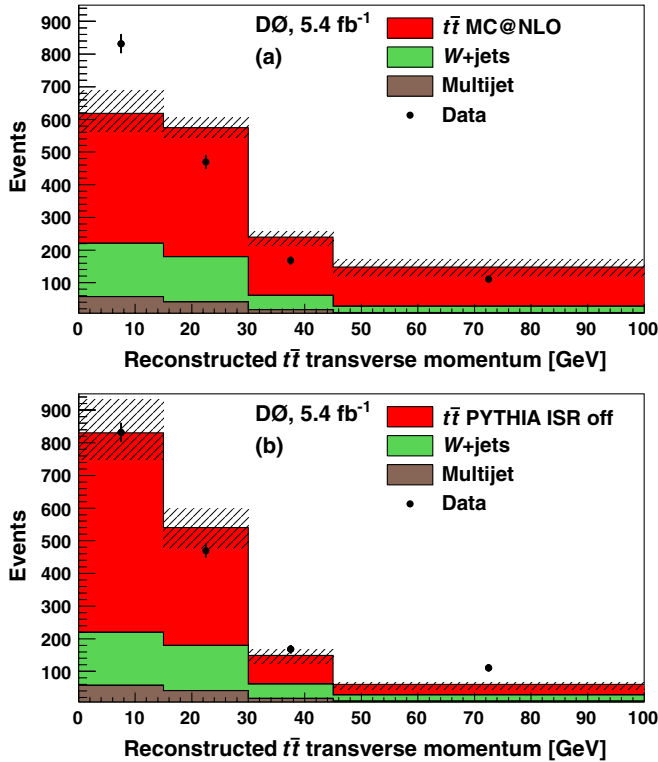 DØ, 5.4 fb⁻¹
(a)
tt̄ MC@NLO
W+jets
Multijet
Data
Events
900
800
700
600
500
400
300
200
100
0 10 20 30 40 50 60 70 80 90 100
Reconstructed tt̄ transverse momentum [GeV]
DØ, 5.4 fb⁻¹
(b)
tt̄ PYTHIA ISR off
W+jets
Multijet
Data
Events
900
800
700
600
500
400
300
200
100
0 10 20 30 40 50 60 70 80 90 100
Reconstructed tt̄ transverse momentum [GeV]